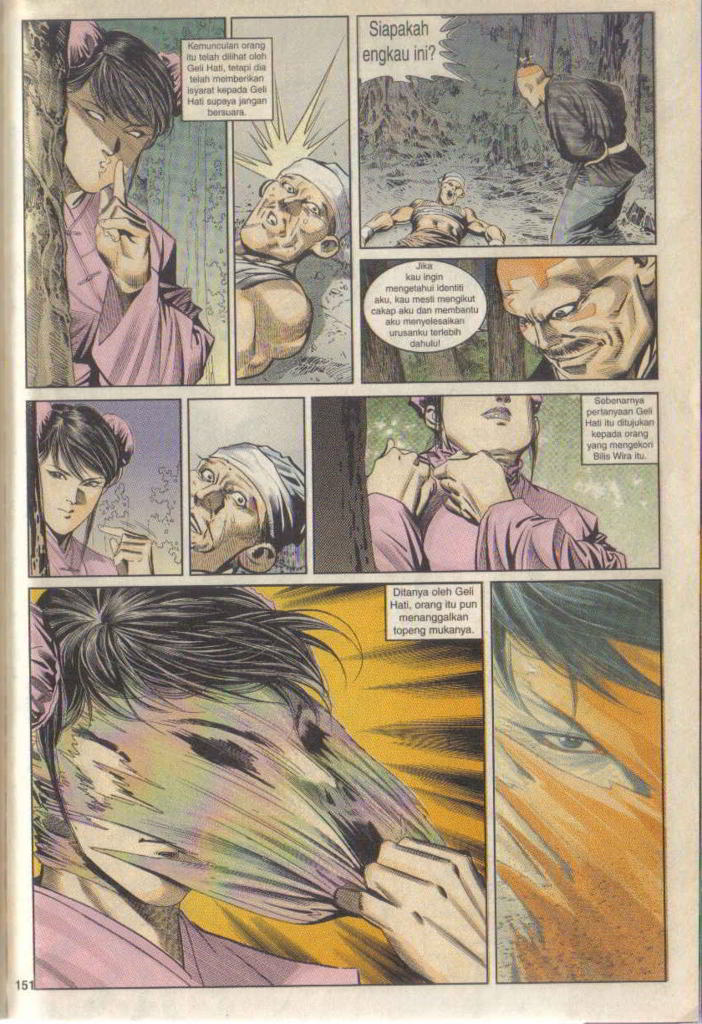 Kemunculan orang
itu telah dilihat oleh
Geli Hati, tetapi dia
telah memberikan
isyarat kepada Geli
Hati supaya jangan
bersuara.
Siapakah
engkau ini?
Jika
kau ingin
mengetahui identiti
aku, kau mesti mengikut
cakap aku dan membantu
aku menyelesaikan
urusanku terlebih
dahulu!
Sebenarnya
pertanyaan Geli
Hati itu ditujukan
kepada orang
yang mengekori
Bilis Wira itu.
Ditanya oleh Geli
Hati, orang itu pun
menanggalkan
topeng mukanya.
151